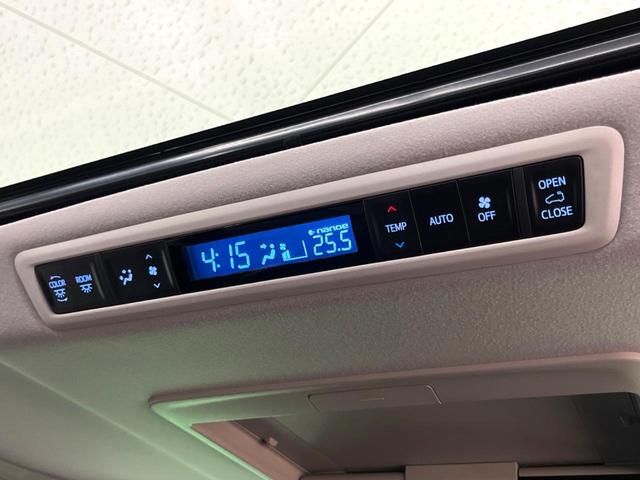 COLOR
ROOM
4:15
nanoe
25.5
TEMP
AUTO
OFF
OPEN
CLOSE